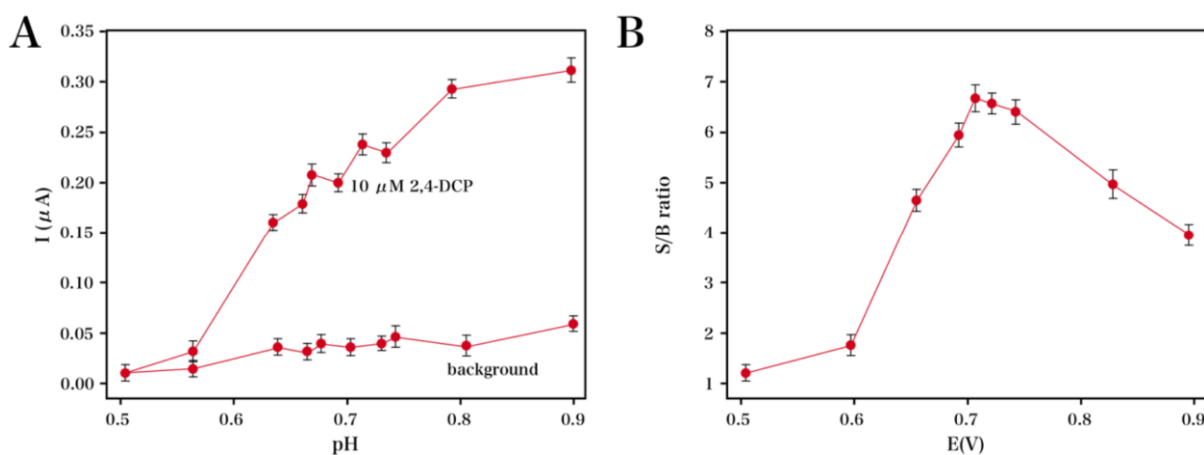 A
I (μA)
0.35
0.30
0.25
0.20
0.15
0.10
0.05
0.00
10 μM 2,4-DCP
background
0.5 0.6 0.7 0.8 0.9
pH
B
S/B ratio
8
7
6
5
4
3
2
1
0.5 0.6 0.7 0.8 0.9
E(V)